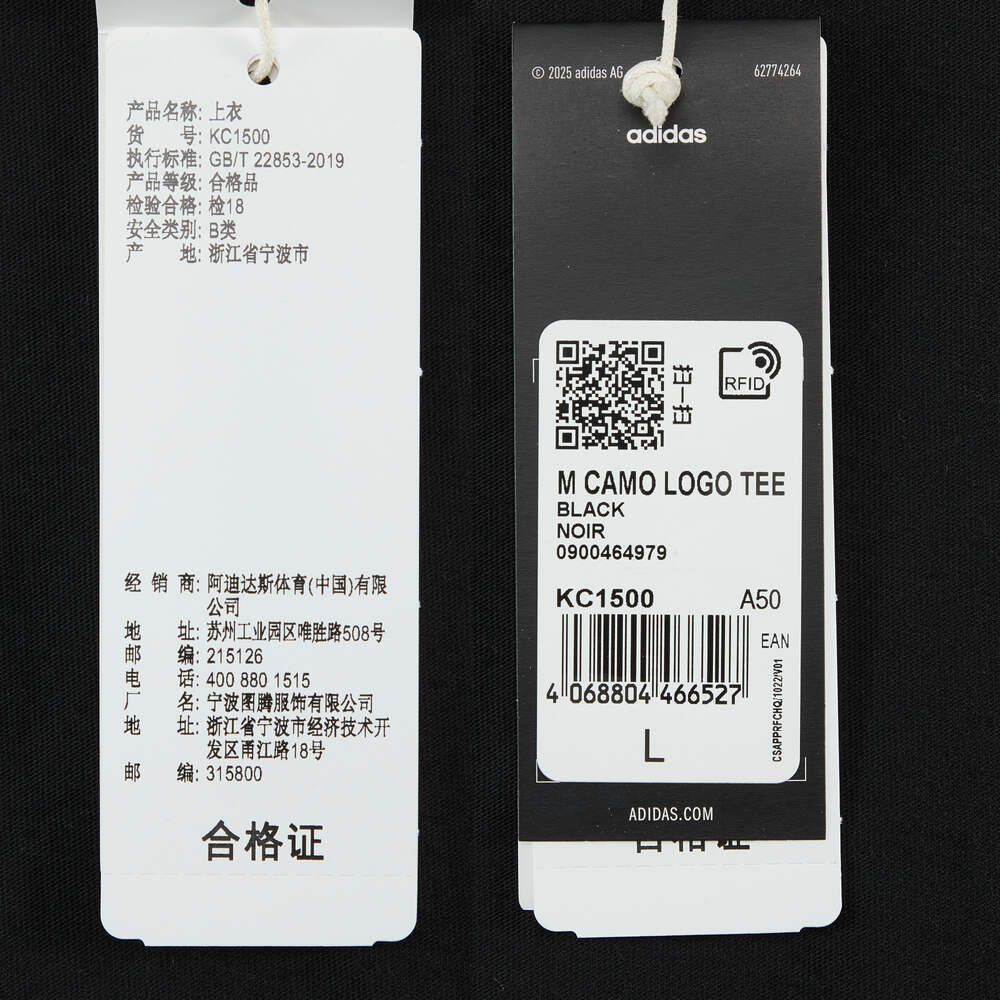 产品名称: 上衣
货 号: KC1500
执行标准: GB/T 22853-2019
产品等级: 合格品
检验合格: 检18
安全类别: B类
产 地: 浙江省宁波市
经 销 商: 阿迪达斯体育(中国)有限
公司
地 址: 苏州工业园区唯胜路508号
邮 编: 215126
电 话: 400 880 1515
厂 名: 宁波图腾服饰有限公司
地 址: 浙江省宁波市经济技术开
发区甬江路18号
邮 编: 315800
合格证
© 2025 adidas AG
62774264
adidas
扫一扫
RFID
M CAMO LOGO TEE
BLACK
NOIR
0900464979
KC1500 A50
EAN
4 068804 466527
CSAPPRFCHQ/1022/V01
L
ADIDAS.COM
合格证